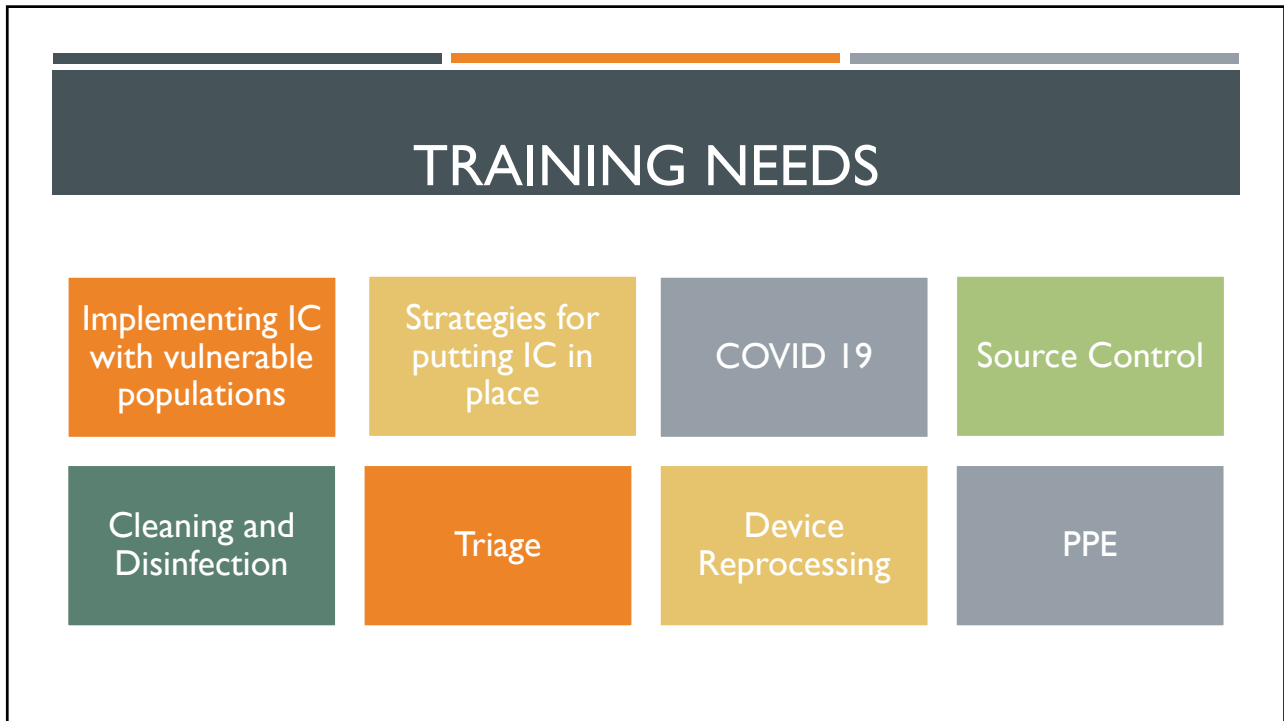 TRAINING NEEDS
Implementing IC
with vulnerable
populations
Strategies for
putting IC in
place
COVID 19
Source Control
Cleaning and
Disinfection
Triage
Device
Reprocessing
PPE